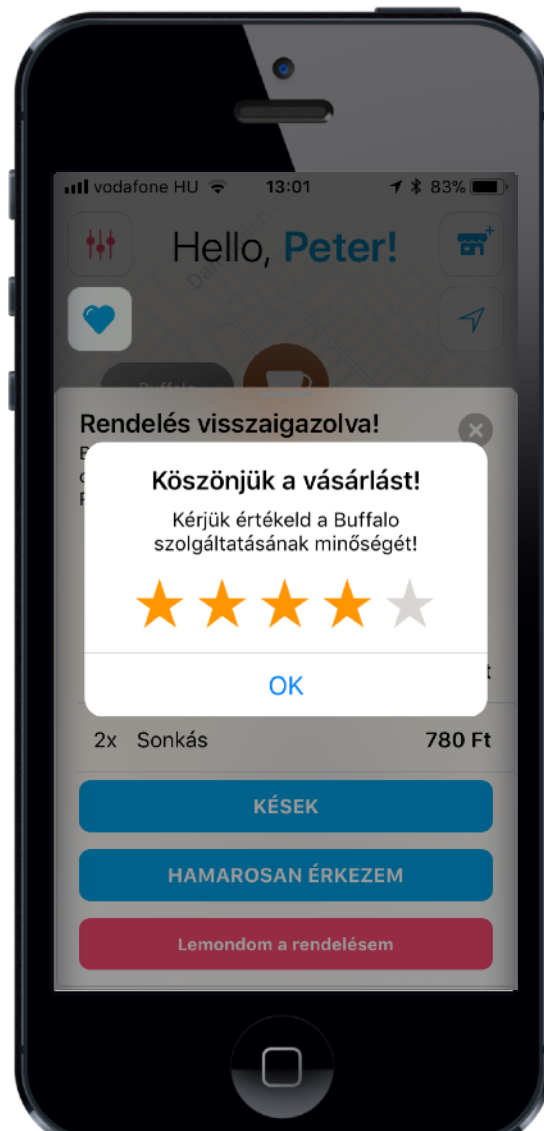 vodafone HU 13:01 83%
Hello, Peter!
Buffalo
Rendelés visszaigazolva!
Köszönjük a vásárlást!
Kérjük értékeld a Buffalo
szolgáltatásának minőségét!
OK
2x Sonkás 780 Ft
KÉSEK
HAMAROSAN ÉRKEZEM
Lemondom a rendelésem